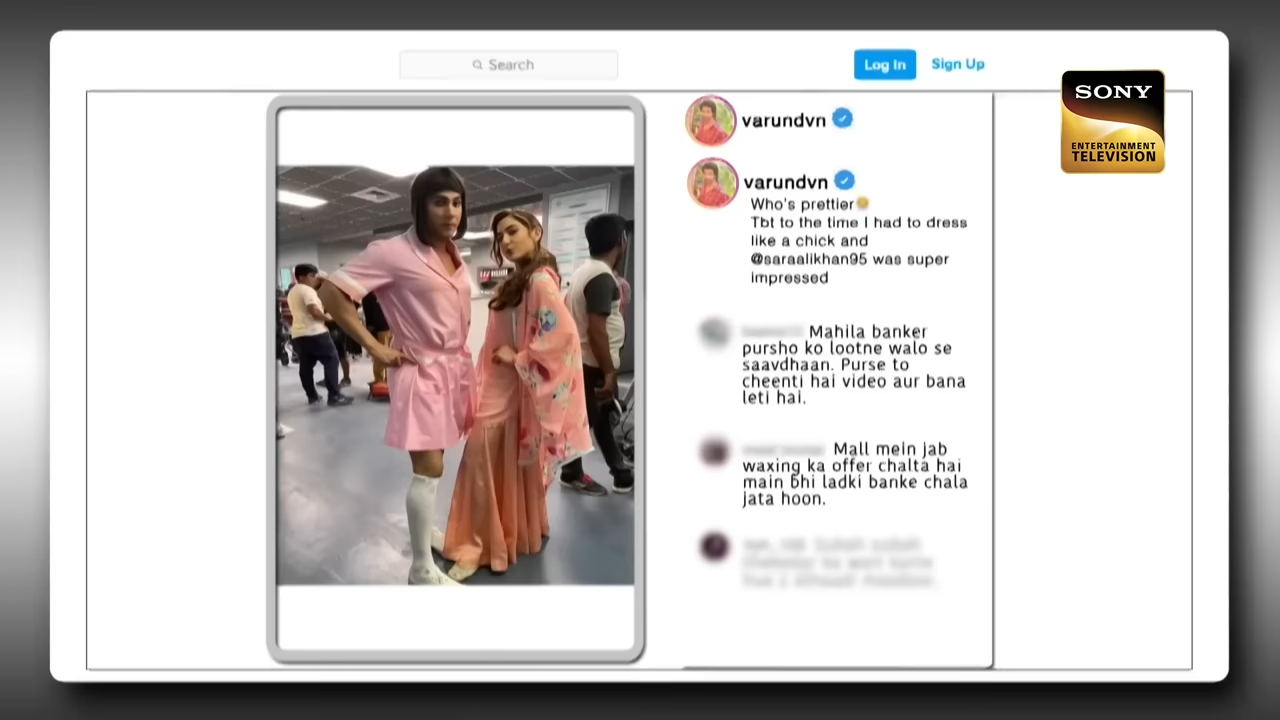 Search
Log In
Sign Up
SONY
ENTERTAINMENT
TELEVISION
varundvn
varundvn
Who's prettier
Tbt to the time I had to dress
like a chick and
@saraalikhan95 was super
impressed
Mahila banker
pursho ko lootne walo se
saavdhaan. Purse to
cheenti hai video aur bana
leti hai.
Mall mein jab
waxing ka offer chalta hai
main bhi ladki banke chala
jata hoon.